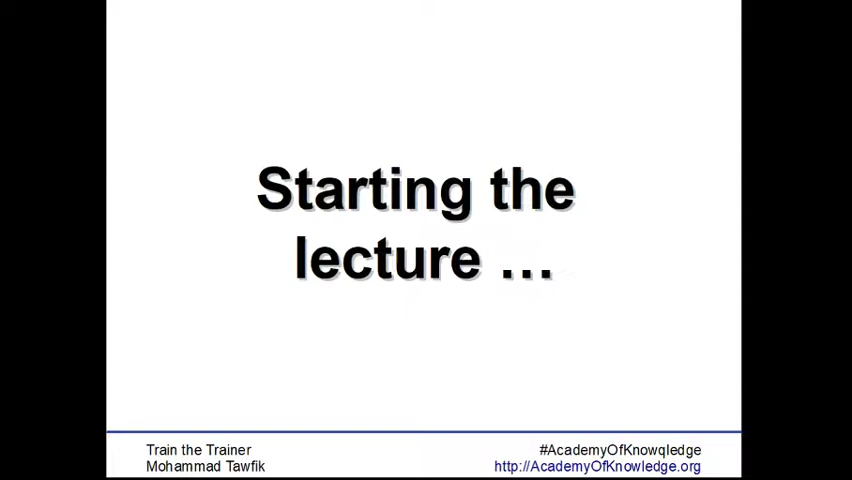 Starting the
lecture …
Train the Trainer
Mohammad Tawfik
#AcademyOfKnowqledge
http://AcademyOfKnowledge.org